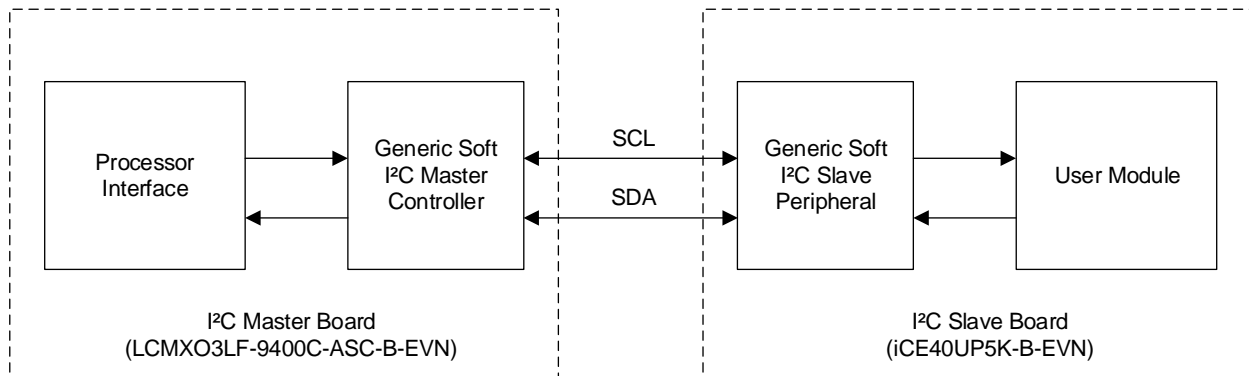 Processor
Interface
Generic Soft
I²C Master
Controller
SCL
SDA
Generic Soft
I²C Slave
Peripheral
User Module
I²C Master Board
(LCMXO3LF-9400C-ASC-B-EVN)
I²C Slave Board
(iCE40UP5K-B-EVN)